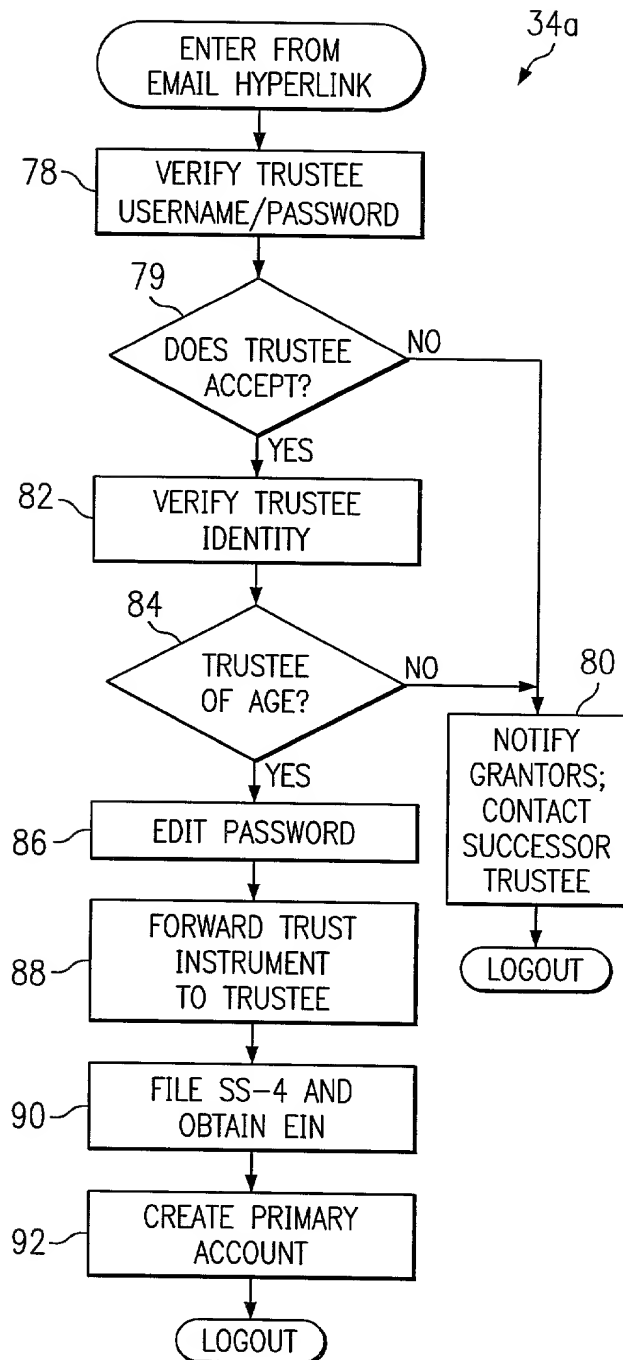 34a
ENTER FROM
EMAIL HYPERLINK
78
VERIFY TRUSTEE
USERNAME/PASSWORD
79
DOES TRUSTEE
ACCEPT?
NO
YES
82
VERIFY TRUSTEE
IDENTITY
84
TRUSTEE
OF AGE?
NO
YES
80
NOTIFY
GRANTORS;
CONTACT
SUCCESSOR
TRUSTEE
LOGOUT
86
EDIT PASSWORD
88
FORWARD TRUST
INSTRUMENT
TO TRUSTEE
90
FILE SS-4 AND
OBTAIN EIN
92
CREATE PRIMARY
ACCOUNT
LOGOUT